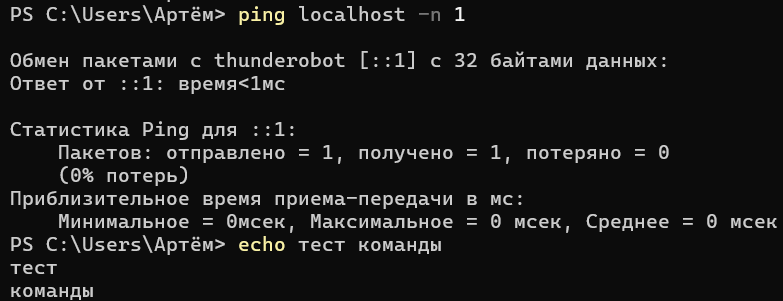 PS C:\Users\Артём> ping localhost -n 1
Обмен пакетами с thunderobot [::1] с 32 байтами данных:
Ответ от ::1: время<1мс
Статистика Ping для ::1:
    Пакетов: отправлено = 1, получено = 1, потеряно = 0
    (0% потерь)
Приблизительное время приема-передачи в мс:
    Минимальное = 0мсек, Максимальное = 0 мсек, Среднее = 0 мсек
PS C:\Users\Артём> echo тест команды
тест
команды